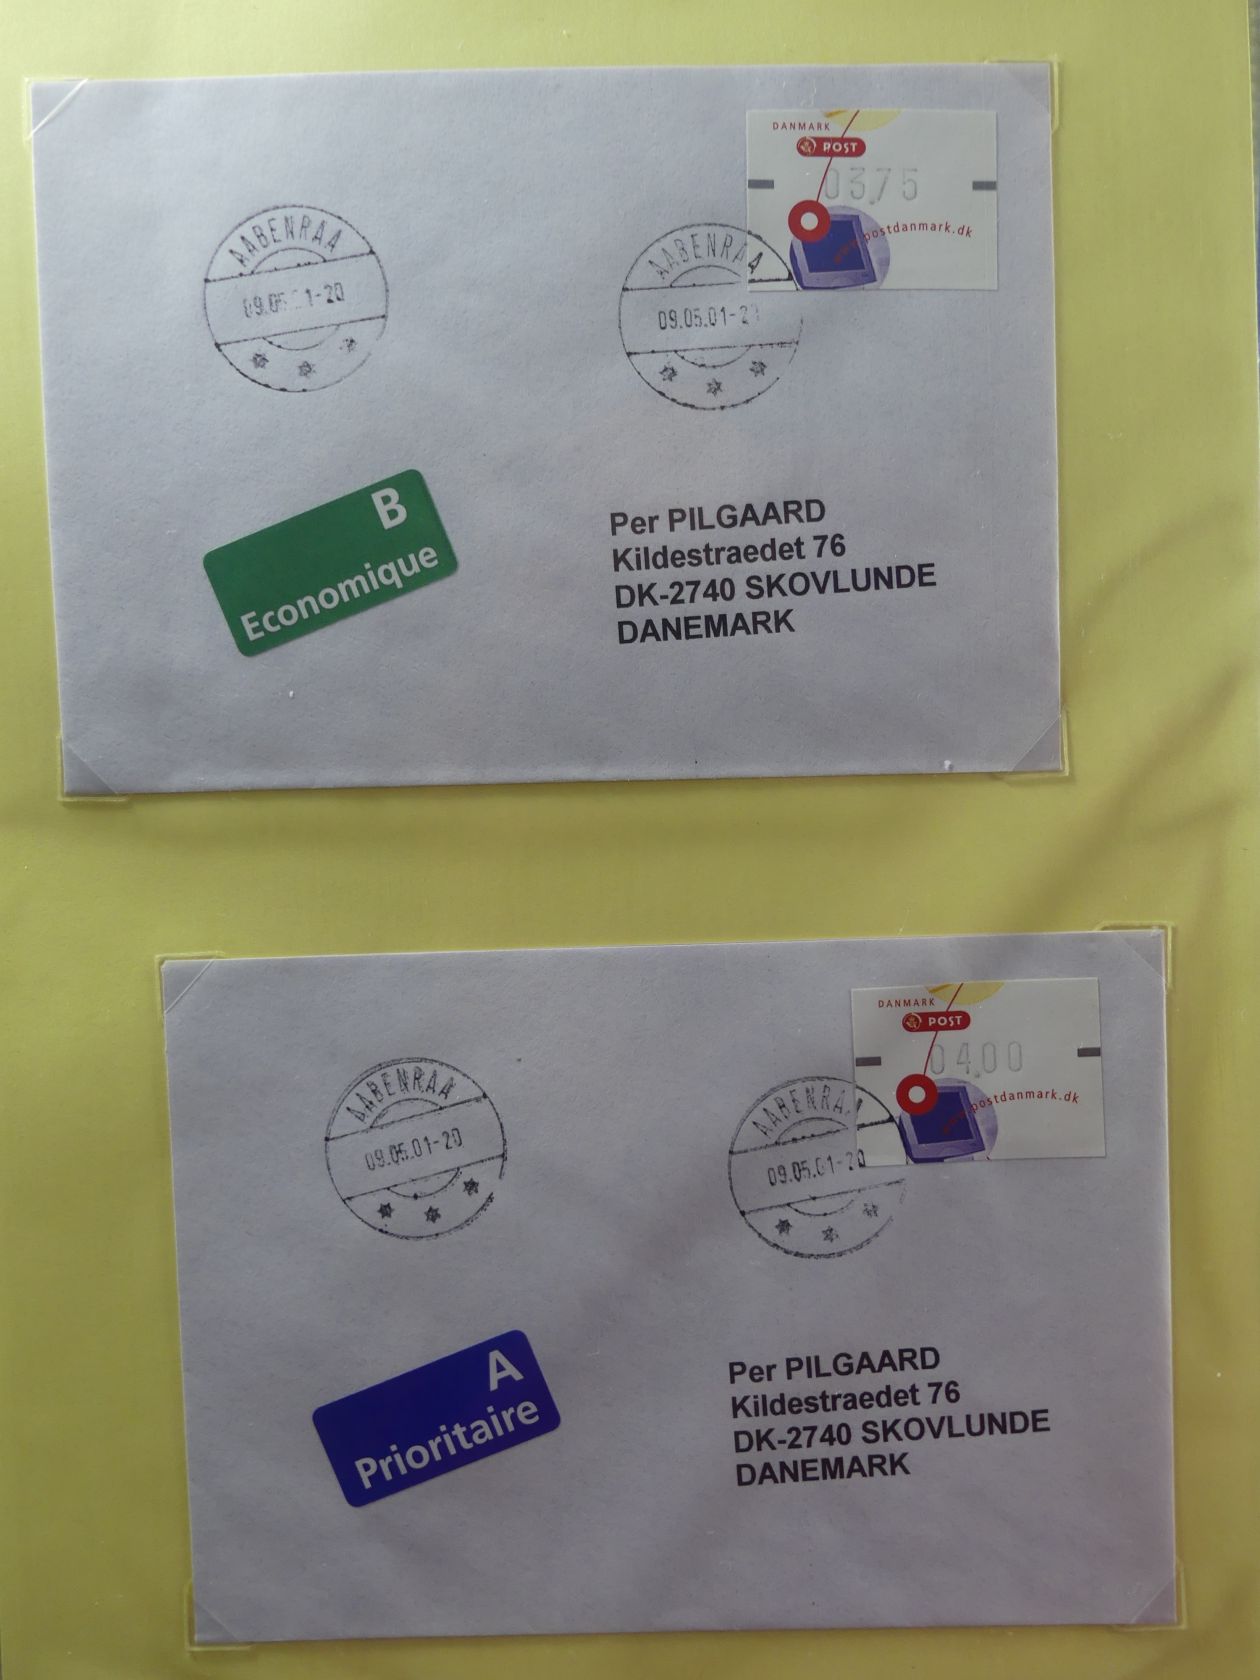 DANMARK
POST
03,75
www.postdanmark.dk
AABENRAA
09.05.01-20
AABENRAA
09.05.01-20
B
Economique
Per PILGAARD
Kildestraedet 76
DK-2740 SKOVLUNDE
DANEMARK
DANMARK
POST
04,00
www.postdanmark.dk
AABENRAA
09.05.01-20
AABENRAA
09.05.01-20
A
Prioritaire
Per PILGAARD
Kildestraedet 76
DK-2740 SKOVLUNDE
DANEMARK